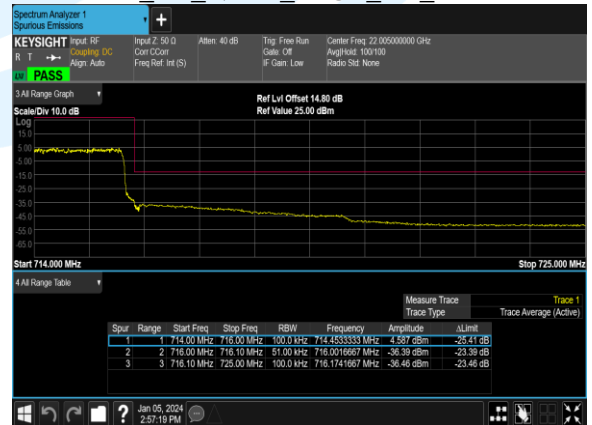 Spectrum Analyzer 1
Spurious Emissions
+
KEYSIGHT Input: RF Input Z: 50 Ω Atten: 40 dB Trig: Free Run Center Freq: 22.005000000 GHz
R T Coupling: DC Corr CCorr Gate: Off Avg|Hold: 100/100
Align: Auto Freq Ref: Int (S) IF Gain: Low Radio Std: None
PASS
3 All Range Graph
Ref Lvl Offset 14.80 dB
Scale/Div 10.0 dB Ref Value 25.00 dBm
Log
15.0
5.00
-5.00
-15.0
-25.0
-35.0
-45.0
-55.0
-65.0
Start 714.000 MHz Stop 725.000 MHz
4 All Range Table
Measure Trace Trace 1
Trace Type Trace Average (Active)
Spur Range Start Freq Stop Freq RBW Frequency Amplitude ΔLimit
1 1 714.00 MHz 716.00 MHz 100.0 kHz 714.4533333 MHz 4.587 dBm -25.41 dB
2 2 716.00 MHz 716.10 MHz 51.00 kHz 716.0016667 MHz -36.39 dBm -23.39 dB
3 3 716.10 MHz 725.00 MHz 100.0 kHz 716.1741667 MHz -36.46 dBm -23.46 dB
? Jan 05, 2024
2:57:19 PM